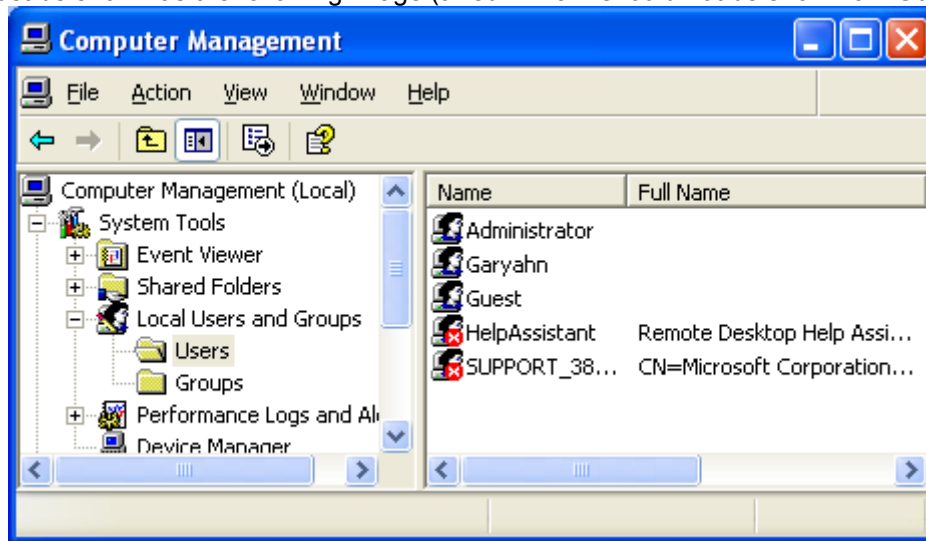 Computer Management
File Action View Window Help
Computer Management (Local)
System Tools
Event Viewer
Shared Folders
Local Users and Groups
Users
Groups
Performance Logs and Al
Device Manager
Name Full Name
Administrator
Garyahn
Guest
HelpAssistant Remote Desktop Help Assi...
SUPPORT_38... CN=Microsoft Corporation...